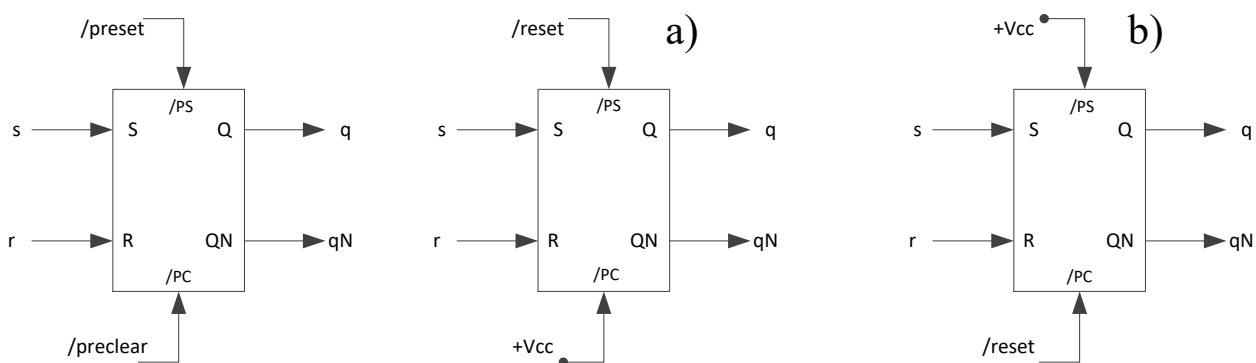 /preset
/PS
s
S
Q
q
r
R
QN
qN
/PC
/preclear
/reset
a)
/PS
s
S
Q
q
r
R
QN
qN
/PC
+Vcc
+Vcc
b)
/PS
s
S
Q
q
r
R
QN
qN
/PC
/reset